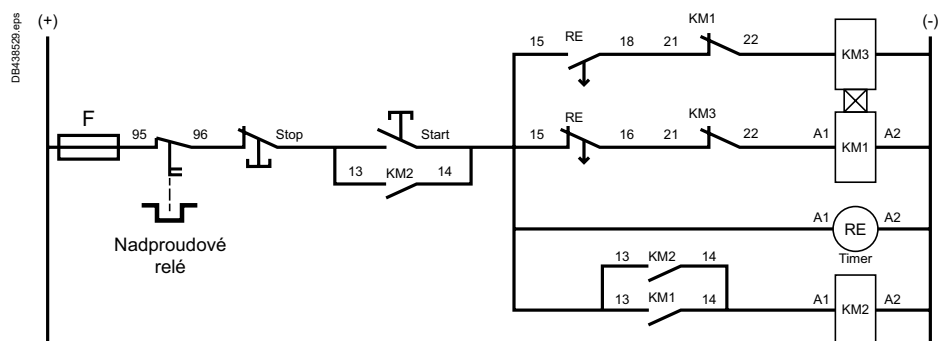 DB438529.eps
(+)
(-)
KM1
15 RE 18 21 22
KM3
F
95 96 Stop Start
15 RE 16 21 KM3 22 A1 KM1 A2
13 KM2 14
Nadproudové
relé
A1 RE A2
Timer
13 KM2 14
13 KM1 14 A1 KM2 A2